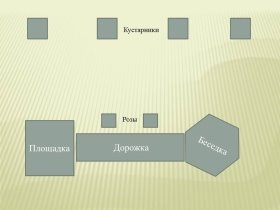 Кустарники
Розы
Площадка
Дорожка
Беседка